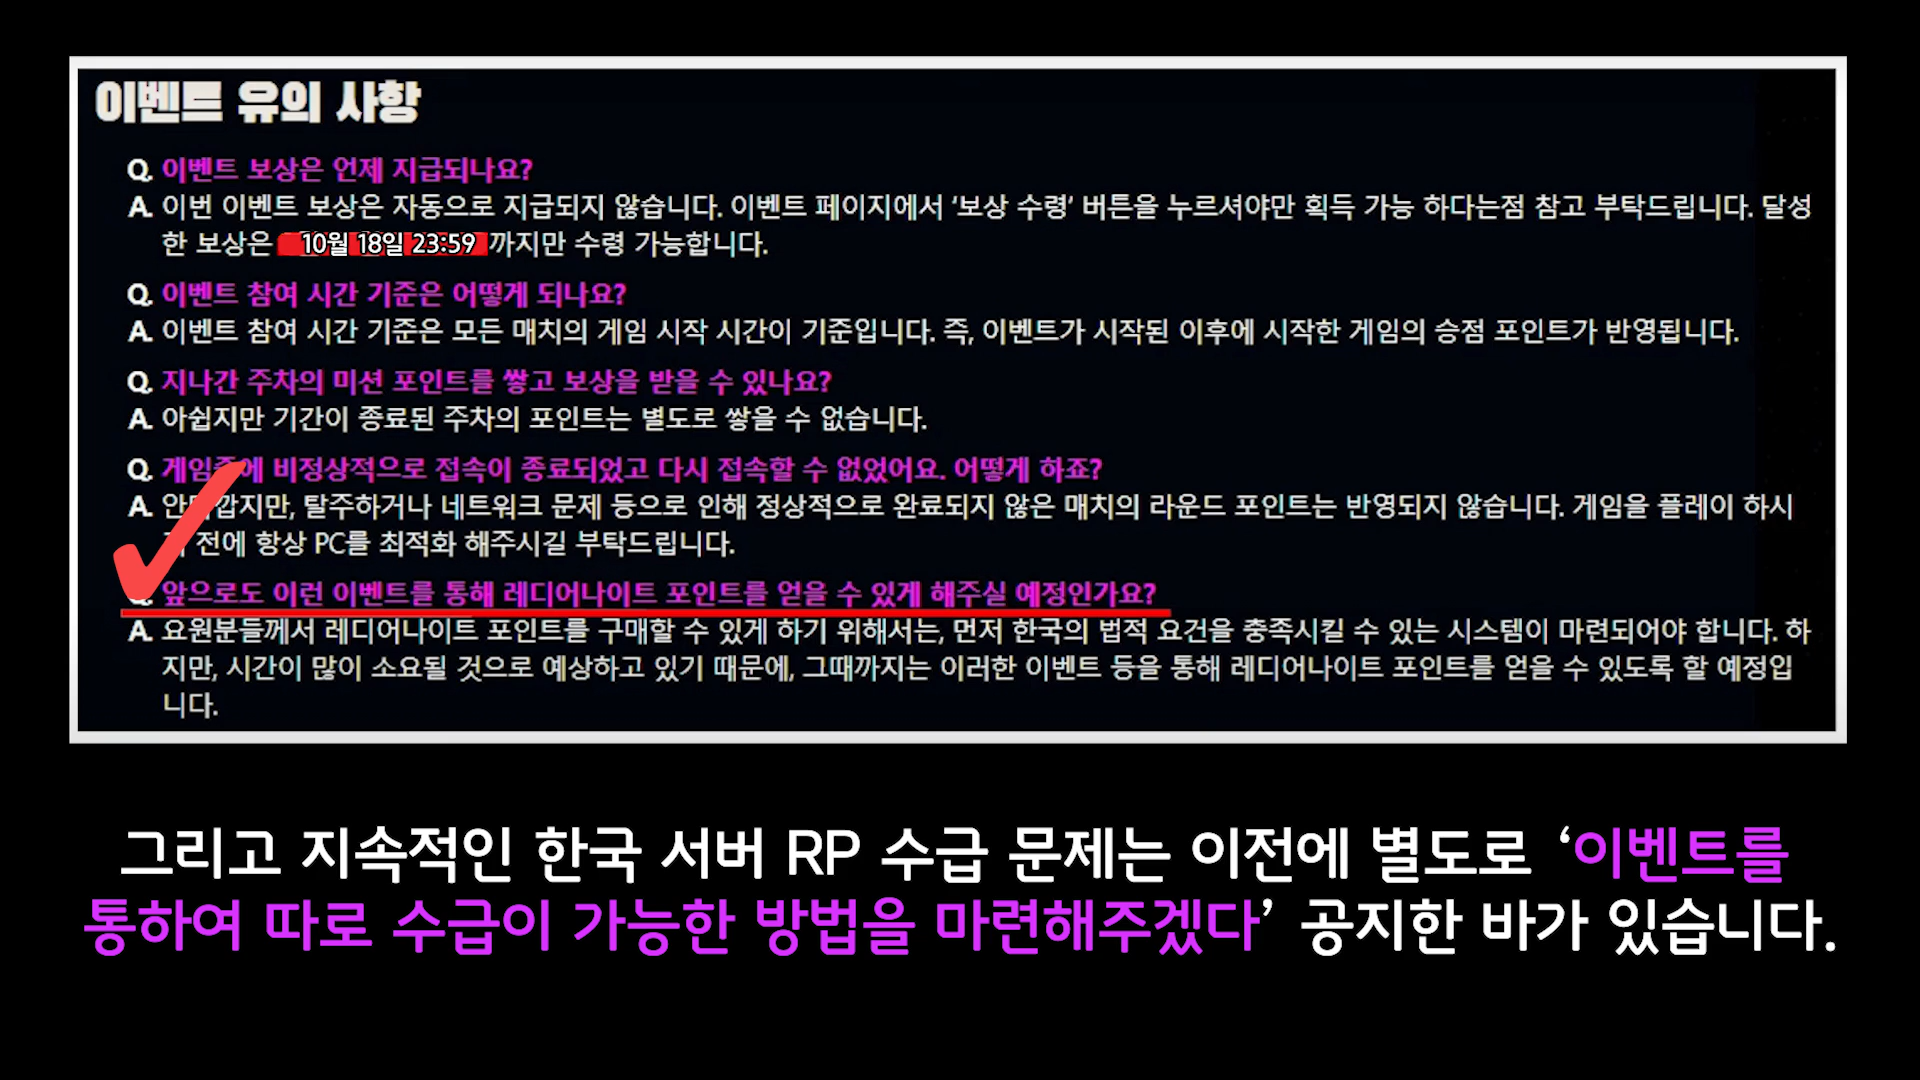 이벤트 유의 사항
Q. 이벤트 보상은 언제 지급되나요?
A. 이번 이벤트 보상은 자동으로 지급되지 않습니다. 이벤트 페이지에서 ‘보상 수령’ 버튼을 누르셔야만 획득 가능 하다는점 참고 부탁드립니다. 달성
한 보상은 10월 18일 23:59 까지만 수령 가능합니다.
Q. 이벤트 참여 시간 기준은 어떻게 되나요?
A. 이벤트 참여 시간 기준은 모든 매치의 게임 시작 시간이 기준입니다. 즉, 이벤트가 시작된 이후에 시작한 게임의 승점 포인트가 반영됩니다.
Q. 지나간 주차의 미션 포인트를 쌓고 보상을 받을 수 있나요?
A. 아쉽지만 기간이 종료된 주차의 포인트는 별도로 쌓을 수 없습니다.
Q. 게임중에 비정상적으로 접속이 종료되었고 다시 접속할 수 없었어요. 어떻게 하죠?
A. 안타깝지만, 탈주하거나 네트워크 문제 등으로 인해 정상적으로 완료되지 않은 매치의 라운드 포인트는 반영되지 않습니다. 게임을 플레이 하시
기 전에 항상 PC를 최적화 해주시길 부탁드립니다.
Q. 앞으로도 이런 이벤트를 통해 레디어나이트 포인트를 얻을 수 있게 해주실 예정인가요?
A. 요원분들께서 레디어나이트 포인트를 구매할 수 있게 하기 위해서는, 먼저 한국의 법적 요건을 충족시킬 수 있는 시스템이 마련되어야 합니다. 하
지만, 시간이 많이 소요될 것으로 예상하고 있기 때문에, 그때까지는 이러한 이벤트 등을 통해 레디어나이트 포인트를 얻을 수 있도록 할 예정입
니다.
그리고 지속적인 한국 서버 RP 수급 문제는 이전에 별도로 ‘이벤트를
통하여 따로 수급이 가능한 방법을 마련해주겠다’ 공지한 바가 있습니다.